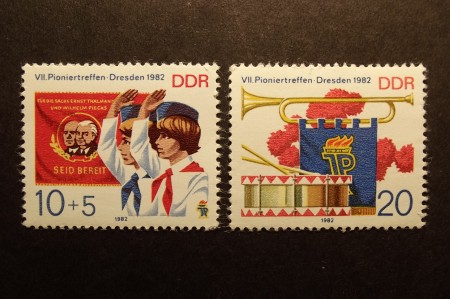 VII. Pioniertreffen · Dresden 1982 DDR
FÜR DIE SACHE ERNST THÄLMANNS
UND WILHELM PIECKS
SEID BEREIT
10+5
1982
VII. Pioniertreffen · Dresden 1982 DDR
JP
20
1982